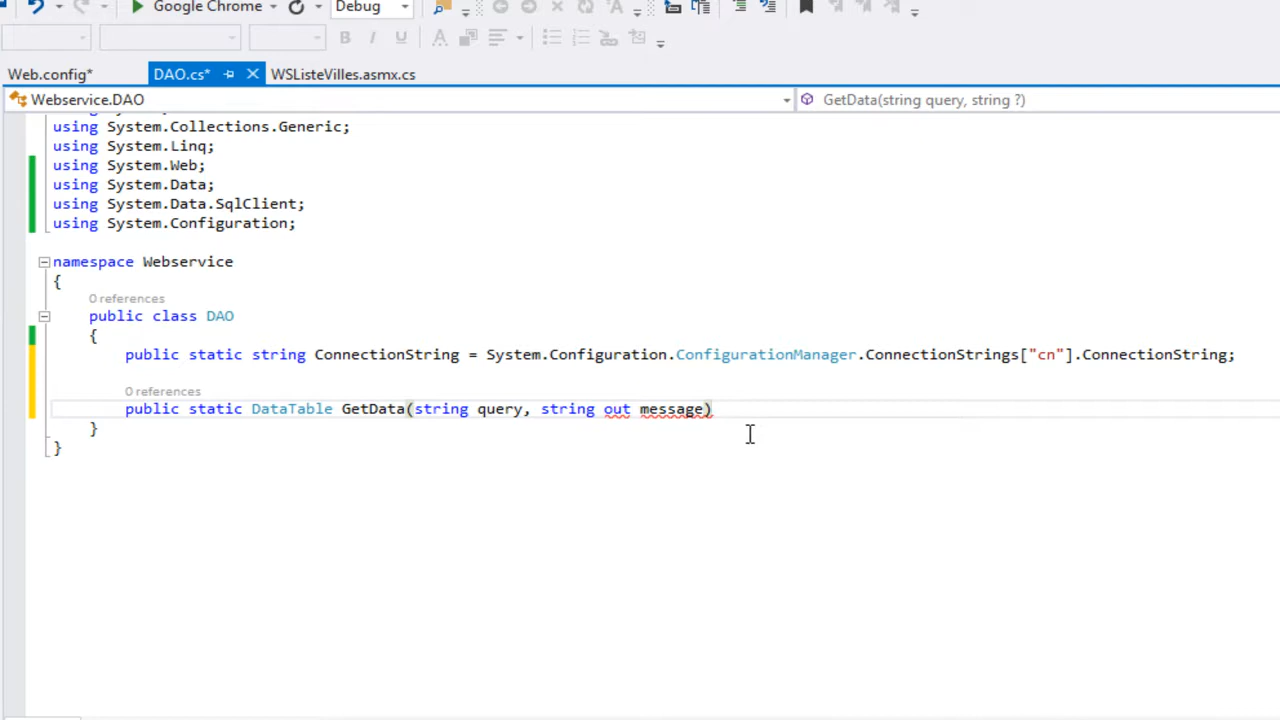 Google Chrome Debug
B I U A
Web.config* DAO.cs* WSListeVilles.asmx.cs
Webservice.DAO GetData(string query, string ?)
using System.Collections.Generic;
using System.Linq;
using System.Web;
using System.Data;
using System.Data.SqlClient;
using System.Configuration;
namespace Webservice
{
0 references
public class DAO
{
public static string ConnectionString = System.Configuration.ConfigurationManager.ConnectionStrings["cn"].ConnectionString;
0 references
public static DataTable GetData(string query, string out message)
}
}